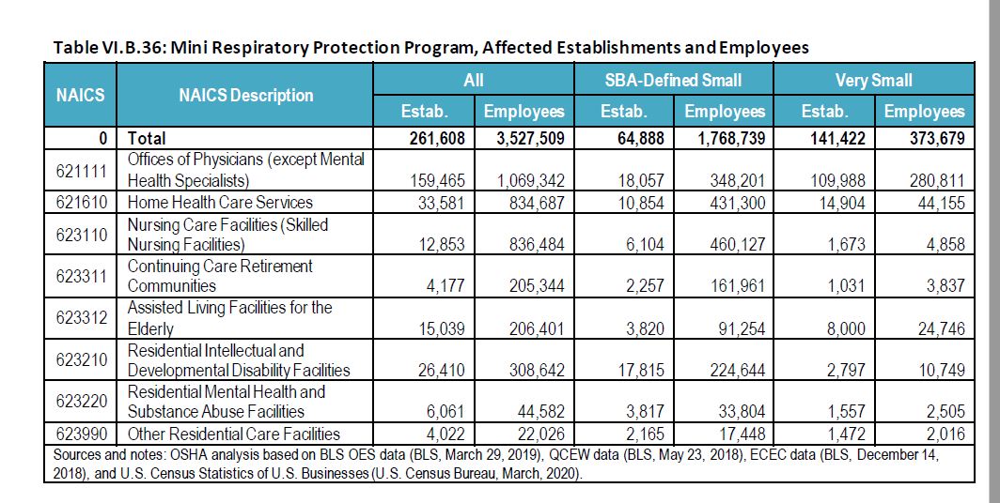 Table VI.B.36: Mini Respiratory Protection Program, Affected Establishments and Employees
NAICS NAICS Description All SBA-Defined Small Very Small
Estab. Employees Estab. Employees Estab. Employees
0 Total 261,608 3,527,509 64,888 1,768,739 141,422 373,679
621111 Offices of Physicians (except Mental
Health Specialists) 159,465 1,069,342 18,057 348,201 109,988 280,811
621610 Home Health Care Services 33,581 834,687 10,854 431,300 14,904 44,155
623110 Nursing Care Facilities (Skilled
Nursing Facilities) 12,853 836,484 6,104 460,127 1,673 4,858
623311 Continuing Care Retirement
Communities 4,177 205,344 2,257 161,961 1,031 3,837
623312 Assisted Living Facilities for the
Elderly 15,039 206,401 3,820 91,254 8,000 24,746
623210 Residential Intellectual and
Developmental Disability Facilities 26,410 308,642 17,815 224,644 2,797 10,749
623220 Residential Mental Health and
Substance Abuse Facilities 6,061 44,582 3,817 33,804 1,557 2,505
623990 Other Residential Care Facilities 4,022 22,026 2,165 17,448 1,472 2,016
Sources and notes: OSHA analysis based on BLS OES data (BLS, March 29, 2019), QCEW data (BLS, May 23, 2018), ECEC data (BLS, December 14,
2018), and U.S. Census Statistics of U.S. Businesses (U.S. Census Bureau, March, 2020).